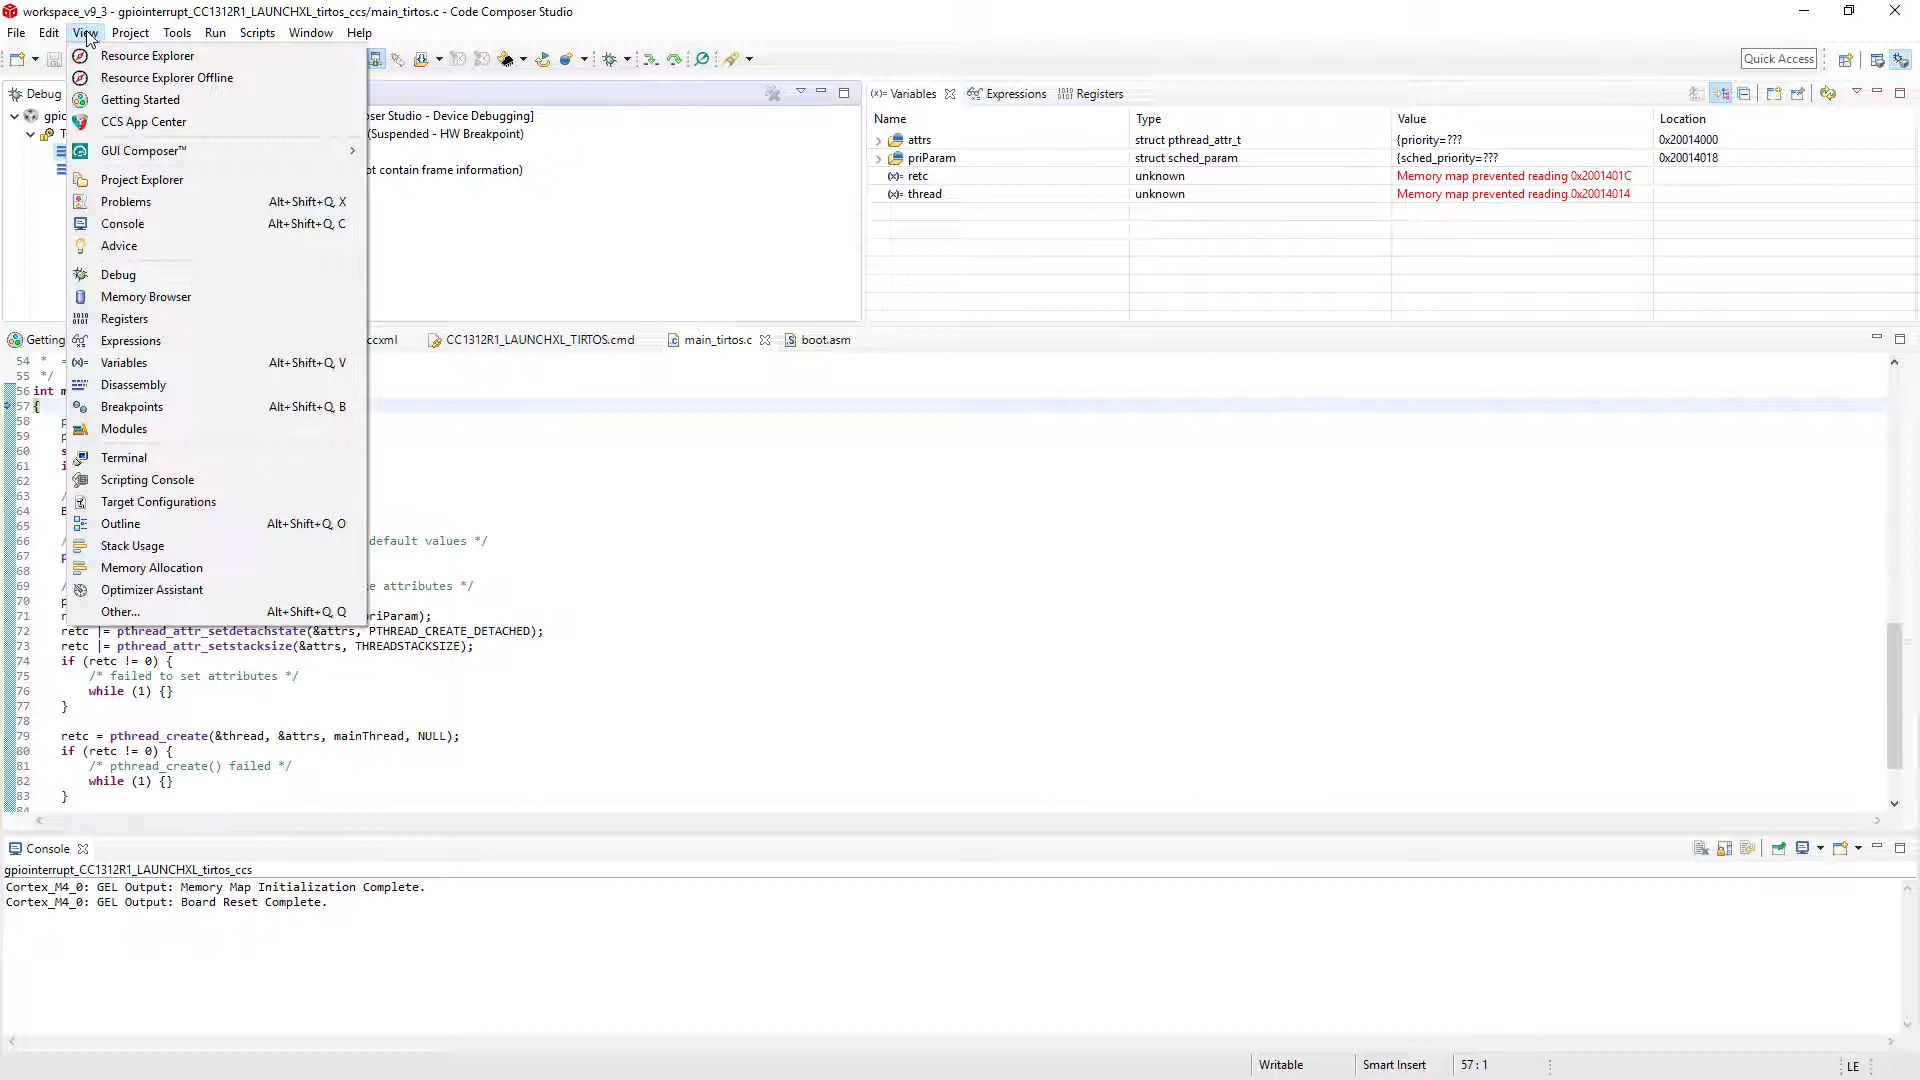 workspace_v9_3 - gpiointerrupt_CC1312R1_LAUNCHXL_tirtos_ccs/main_tirtos.c - Code Composer Studio
File Edit View Project Tools Run Scripts Window Help
Quick Access
Resource Explorer
Resource Explorer Offline
Getting Started
CCS App Center
GUI Composer™
Project Explorer
Problems Alt+Shift+Q, X
Console Alt+Shift+Q, C
Advice
Debug
Memory Browser
Registers
Expressions
Variables Alt+Shift+Q, V
Disassembly
Breakpoints Alt+Shift+Q, B
Modules
Terminal
Scripting Console
Target Configurations
Outline Alt+Shift+Q, O
Stack Usage
Memory Allocation
Optimizer Assistant
Other... Alt+Shift+Q, Q
Debug
gpio
oser Studio - Device Debugging]
T
(Suspended - HW Breakpoint)
ot contain frame information)
(x)= Variables Expressions Registers
Name Type Value Location
attrs struct pthread_attr_t {priority=??? 0x20014000
priParam struct sched_param {sched_priority=??? 0x20014018
(x)= retc unknown Memory map prevented reading 0x2001401C
(x)= thread unknown Memory map prevented reading 0x20014014
Getting ccxml CC1312R1_LAUNCHXL_TIRTOS.cmd main_tirtos.c boot.asm
54 * =
55 */
56 int m
57 {
58 p
59 p
60 s
61 i
62
63 /
64 B
65
66 / default values */
67 p
68
69 / e attributes */
70 p
71 r priParam);
72 retc |= pthread_attr_setdetachstate(&attrs, PTHREAD_CREATE_DETACHED);
73 retc |= pthread_attr_setstacksize(&attrs, THREADSTACKSIZE);
74 if (retc != 0) {
75 /* failed to set attributes */
76 while (1) {}
77 }
78
79 retc = pthread_create(&thread, &attrs, mainThread, NULL);
80 if (retc != 0) {
81 /* pthread_create() failed */
82 while (1) {}
83 }
84
Console
gpiointerrupt_CC1312R1_LAUNCHXL_tirtos_ccs
Cortex_M4_0: GEL Output: Memory Map Initialization Complete.
Cortex_M4_0: GEL Output: Board Reset Complete.
Writable Smart Insert 57 : 1 LE